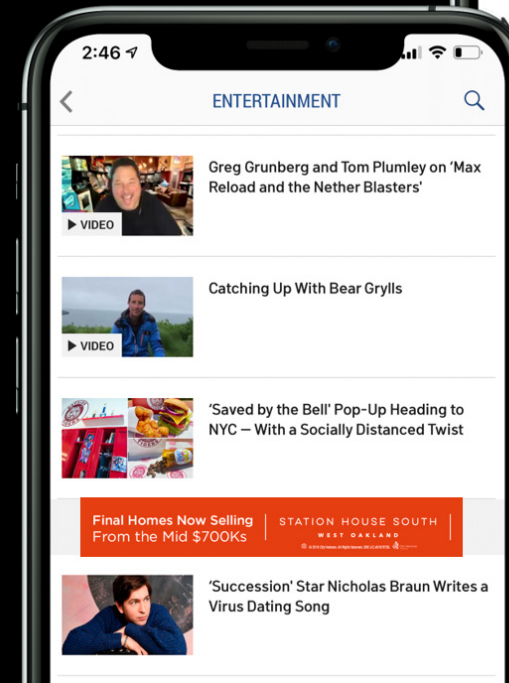 2:46
ENTERTAINMENT
Greg Grunberg and Tom Plumley on 'Max
Reload and the Nether Blasters'
VIDEO
Catching Up With Bear Grylls
VIDEO
'Saved by the Bell' Pop-Up Heading to
NYC – With a Socially Distanced Twist
Final Homes Now Selling
From the Mid $700Ks
STATION HOUSE SOUTH
WEST OAKLAND
'Succession' Star Nicholas Braun Writes a
Virus Dating Song